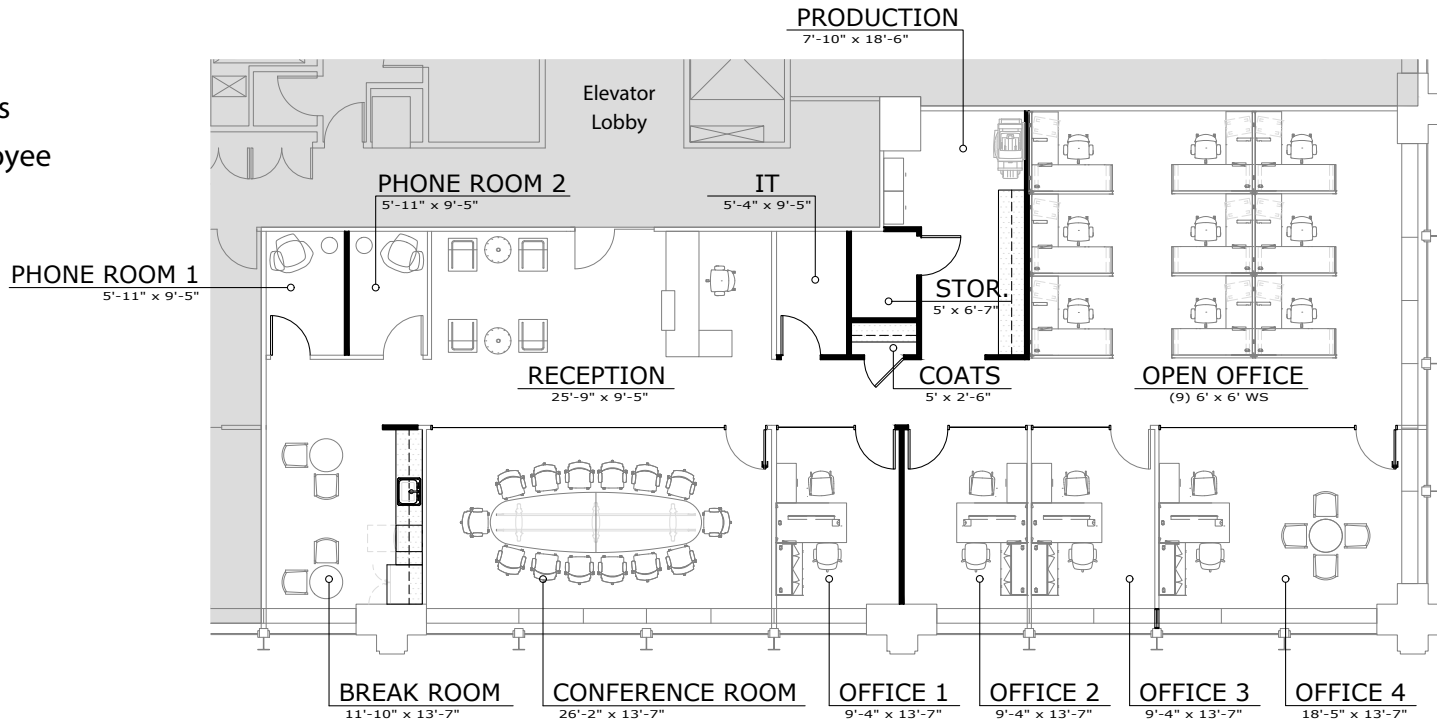 PRODUCTION
7'-10" x 18'-6"
Elevator
Lobby
s
oyee
PHONE ROOM 2
5'-11" x 9'-5"
IT
5'-4" x 9'-5"
PHONE ROOM 1
5'-11" x 9'-5"
STOR.
5' x 6'-7"
RECEPTION
25'-9" x 9'-5"
COATS
5' x 2'-6"
OPEN OFFICE
(9) 6' x 6' WS
BREAK ROOM
11'-10" x 13'-7"
CONFERENCE ROOM
26'-2" x 13'-7"
OFFICE 1
9'-4" x 13'-7"
OFFICE 2
9'-4" x 13'-7"
OFFICE 3
9'-4" x 13'-7"
OFFICE 4
18'-5" x 13'-7"